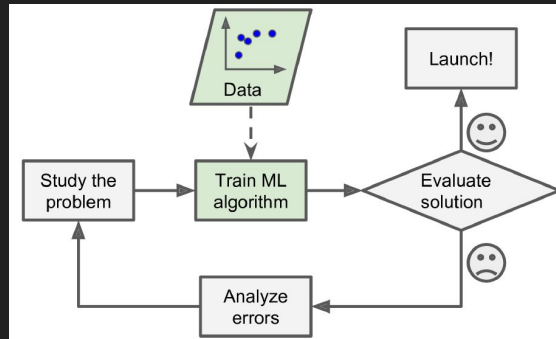 Data
Launch!
Study the
problem
Train ML
algorithm
Evaluate
solution
Analyze
errors